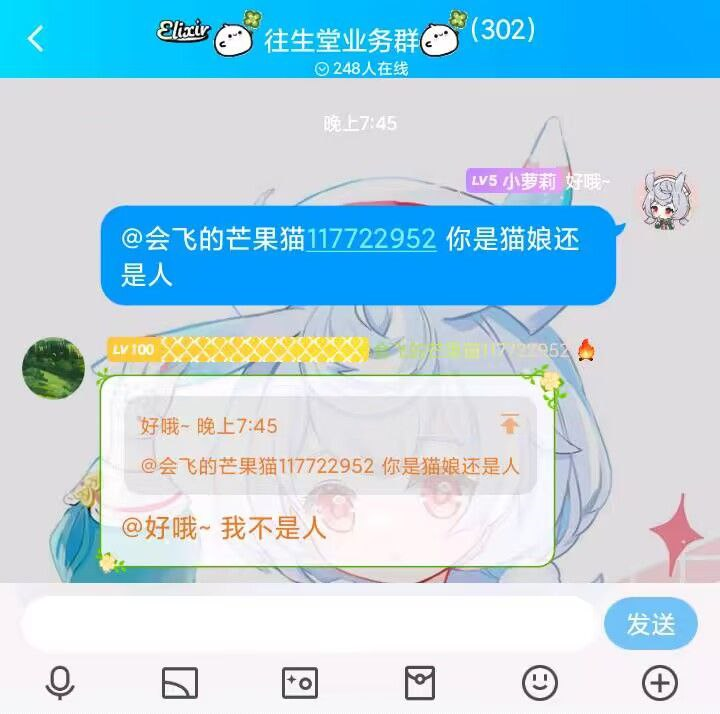 Elixir 往生堂业务群 (302)
248人在线
晚上7:45
LV5 小萝莉 好哦~
@会飞的芒果猫117722952 你是猫娘还
是人
LV100 会飞的芒果猫117722952
好哦~ 晚上7:45
@会飞的芒果猫117722952 你是猫娘还是人
@好哦~ 我不是人
发送